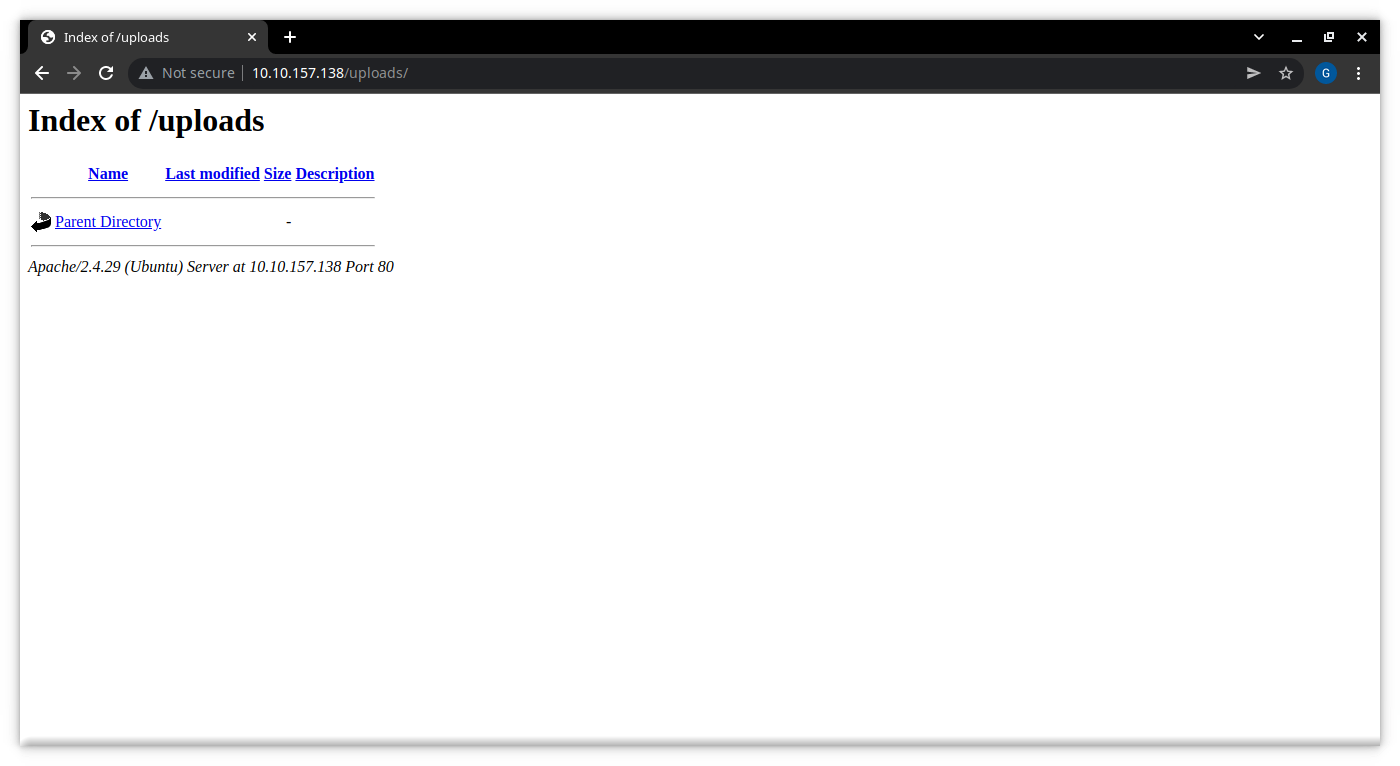 Index of /uploads
Not secure 10.10.157.138/uploads/
G
Index of /uploads
Name Last modified Size Description
Parent Directory -
Apache/2.4.29 (Ubuntu) Server at 10.10.157.138 Port 80